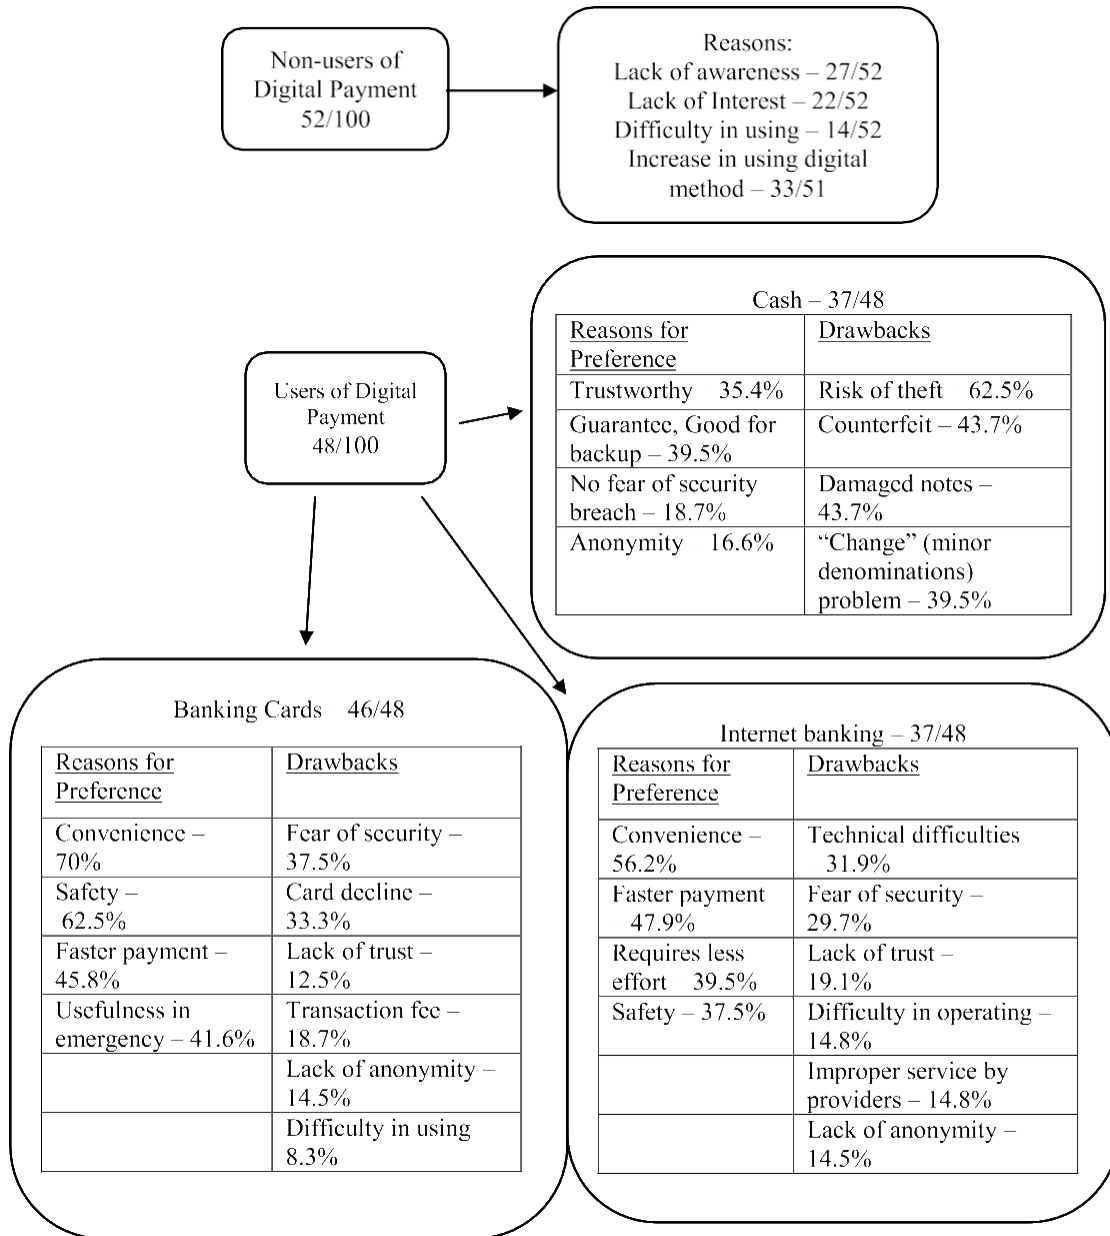 Non-users of
Digital Payment
52/100
Reasons:
Lack of awareness – 27/52
Lack of Interest – 22/52
Difficulty in using – 14/52
Increase in using digital
method – 33/51
Users of Digital
Payment
48/100
Cash – 37/48
Reasons for
Preference
Drawbacks
Trustworthy 35.4%
Risk of theft 62.5%
Guarantee, Good for
backup – 39.5%
Counterfeit – 43.7%
No fear of security
breach – 18.7%
Damaged notes –
43.7%
Anonymity 16.6%
“Change” (minor
denominations)
problem – 39.5%
Banking Cards 46/48
Reasons for
Preference
Drawbacks
Convenience –
70%
Fear of security –
37.5%
Safety –
62.5%
Card decline –
33.3%
Faster payment –
45.8%
Lack of trust –
12.5%
Usefulness in
emergency – 41.6%
Transaction fee –
18.7%
Lack of anonymity –
14.5%
Difficulty in using
8.3%
Internet banking – 37/48
Reasons for
Preference
Drawbacks
Convenience –
56.2%
Technical difficulties
31.9%
Faster payment
47.9%
Fear of security –
29.7%
Requires less
effort 39.5%
Lack of trust –
19.1%
Safety – 37.5%
Difficulty in operating –
14.8%
Improper service by
providers – 14.8%
Lack of anonymity –
14.5%